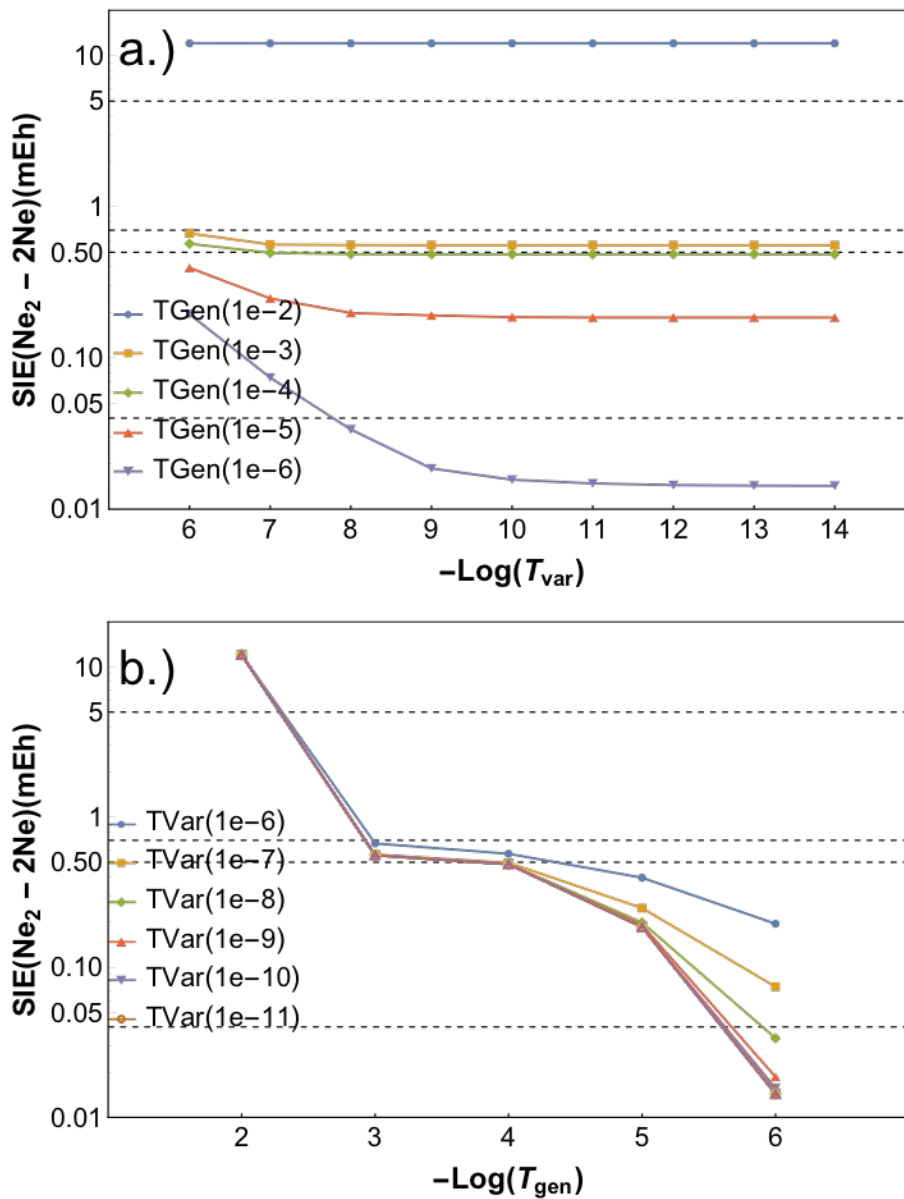 a.)
SIE(Ne₂ − 2Ne)(mEh)
10
5
1
0.50
0.10
0.05
0.01
TGen(1e−2)
TGen(1e−3)
TGen(1e−4)
TGen(1e−5)
TGen(1e−6)
6 7 8 9 10 11 12 13 14
−Log(Tvar)
b.)
SIE(Ne₂ − 2Ne)(mEh)
10
5
1
0.50
0.10
0.05
0.01
TVar(1e−6)
TVar(1e−7)
TVar(1e−8)
TVar(1e−9)
TVar(1e−10)
TVar(1e−11)
2 3 4 5 6
−Log(Tgen)